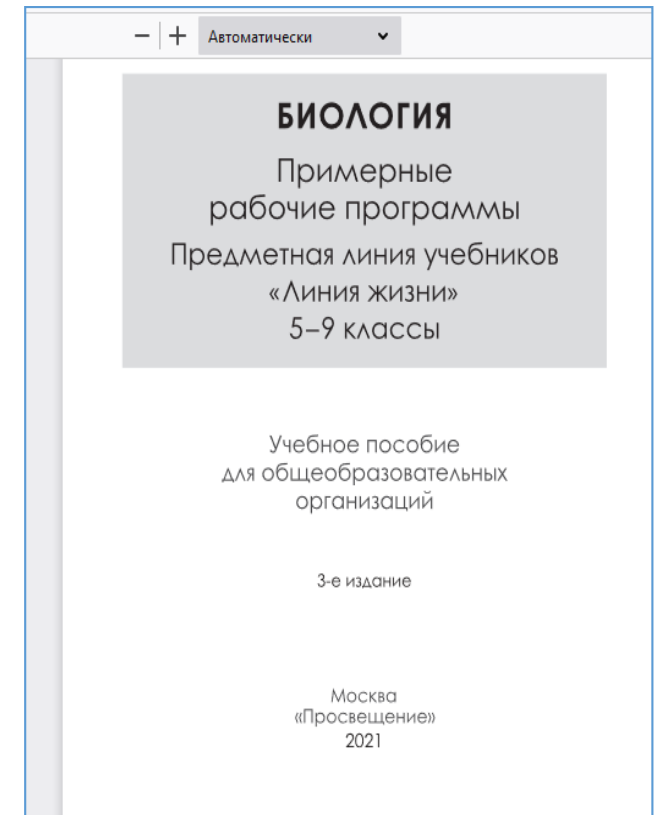 Автоматически
БИОЛОГИЯ
Примерные
рабочие программы
Предметная линия учебников
«Линия жизни»
5–9 классы
Учебное пособие
для общеобразовательных
организаций
3-е издание
Москва
«Просвещение»
2021